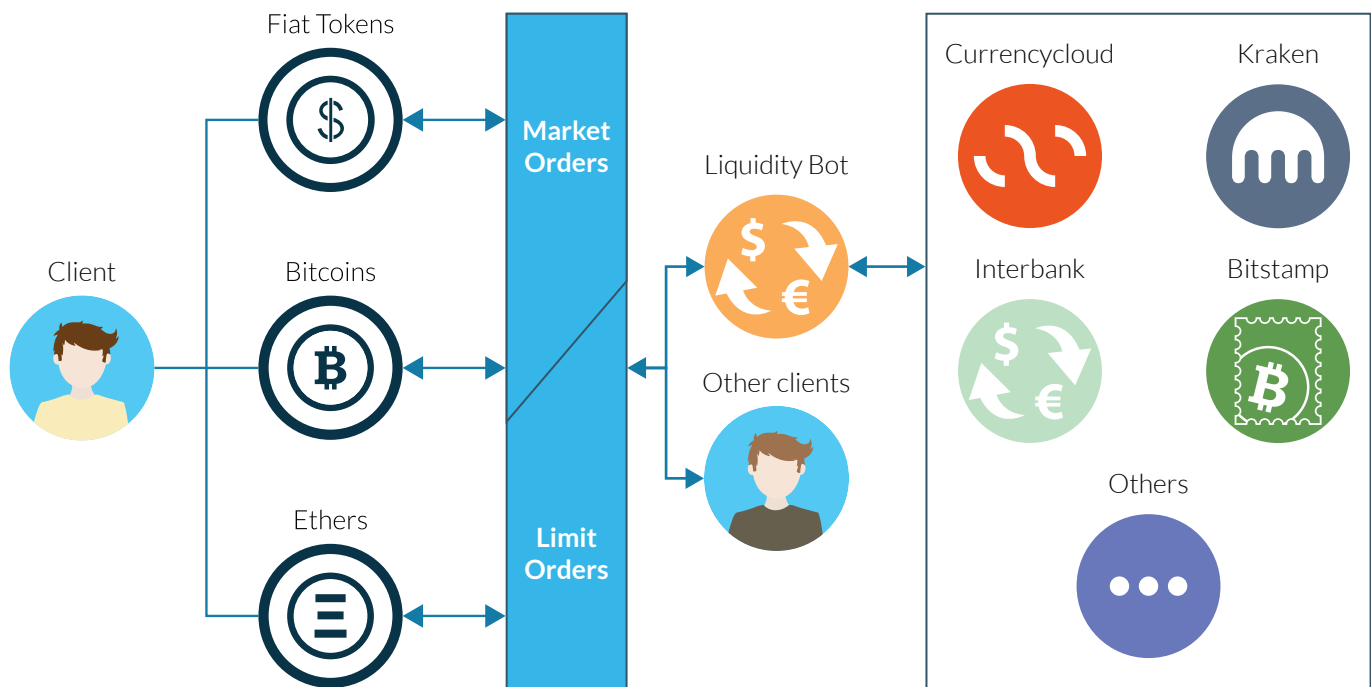 Fiat Tokens
Bitcoins
Ethers
Client
Market
Orders
Limit
Orders
Liquidity Bot
Other clients
Currencycloud
Kraken
Interbank
Bitstamp
Others